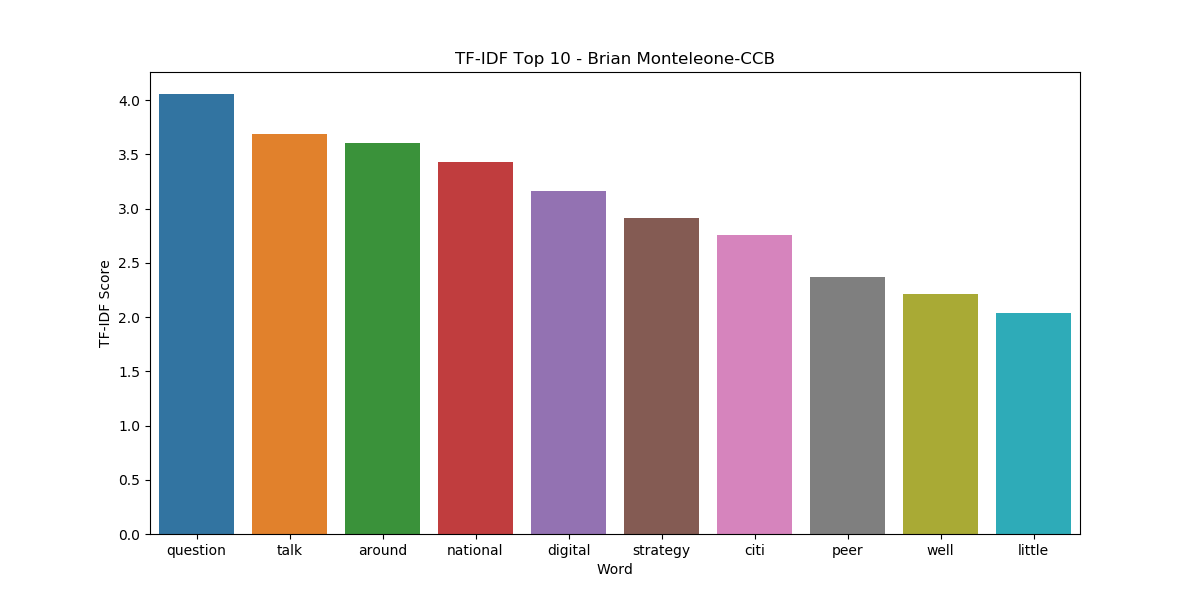 TF-IDF Top 10 - Brian Monteleone-CCB
4.0
3.5
3.0
2.5
2.0
1.5
1.0
0.5
0.0
TF-IDF Score
question talk around national digital strategy citi peer well little
Word